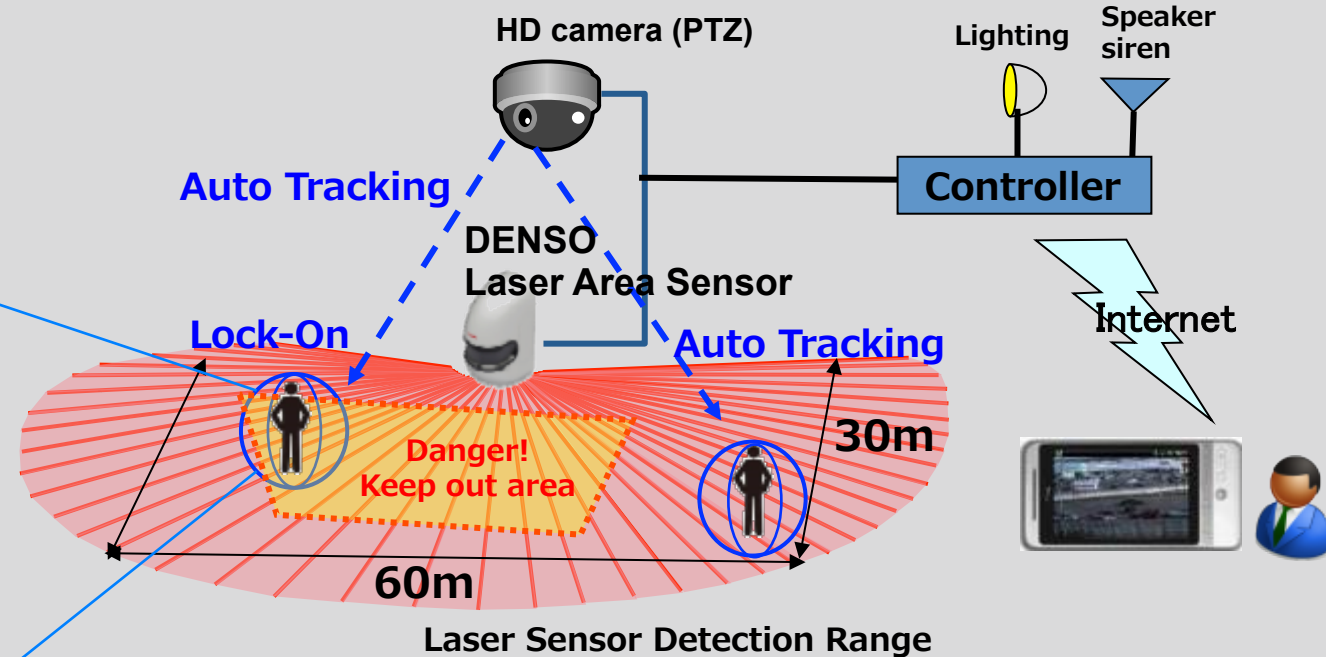 HD camera (PTZ)
Lighting
Speaker
siren
Auto Tracking
Controller
DENSO
Laser Area Sensor
Internet
Lock-On
Auto Tracking
30m
Danger!
Keep out area
60m
Laser Sensor Detection Range